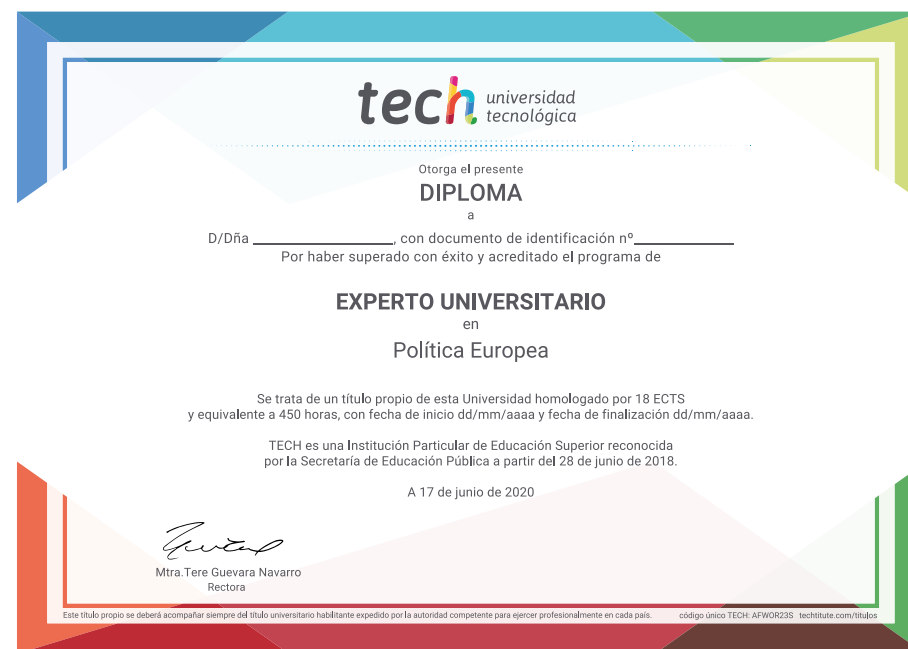 tech universidad
tecnológica
Otorga el presente
DIPLOMA
a
D/Dña ____________, con documento de identificación nº____________
Por haber superado con éxito y acreditado el programa de
EXPERTO UNIVERSITARIO
en
Política Europea
Se trata de un título propio de esta Universidad homologado por 18 ECTS
y equivalente a 450 horas, con fecha de inicio dd/mm/aaaa y fecha de finalización dd/mm/aaaa.
TECH es una Institución Particular de Educación Superior reconocida
por la Secretaría de Educación Pública a partir del 28 de junio de 2018.
A 17 de junio de 2020
Mtra.Tere Guevara Navarro
Rectora
Este título propio se deberá acompañar siempre del título universitario habilitante expedido por la autoridad competente para ejercer profesionalmente en cada país. código único TECH: AFWOR23S techtitute.com/titulos